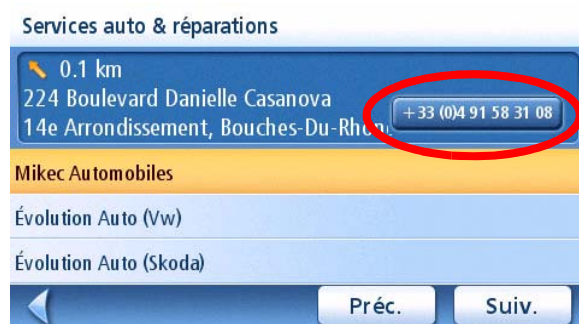 Services auto & réparations
0.1 km
224 Boulevard Danielle Casanova
14e Arrondissement, Bouches-Du-Rhôn
+33 (0)4 91 58 31 08
Mikec Automobiles
Évolution Auto (Vw)
Évolution Auto (Skoda)
Préc.
Suiv.